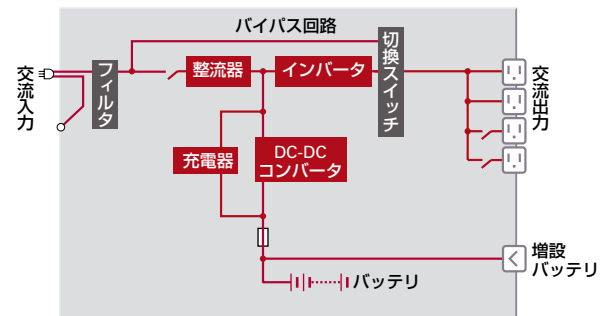 バイパス回路
交流入力
フィルタ
整流器
インバータ
切換スイッチ
交流出力
充電器
DC-DC
コンバータ
増設
バッテリ
バッテリ